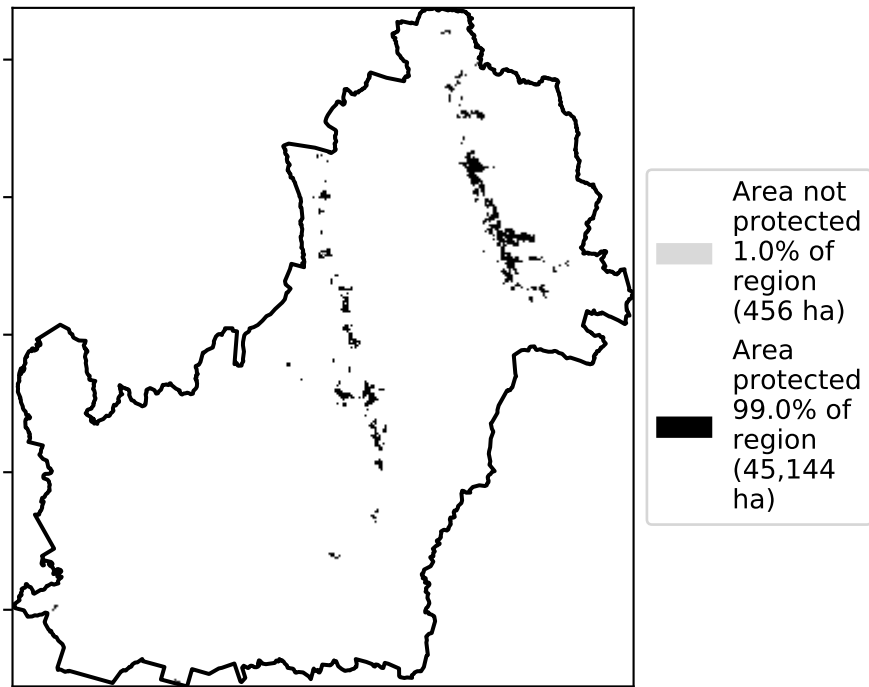 Area not
protected
1.0% of
region
(456 ha)
Area
protected
99.0% of
region
(45,144
ha)